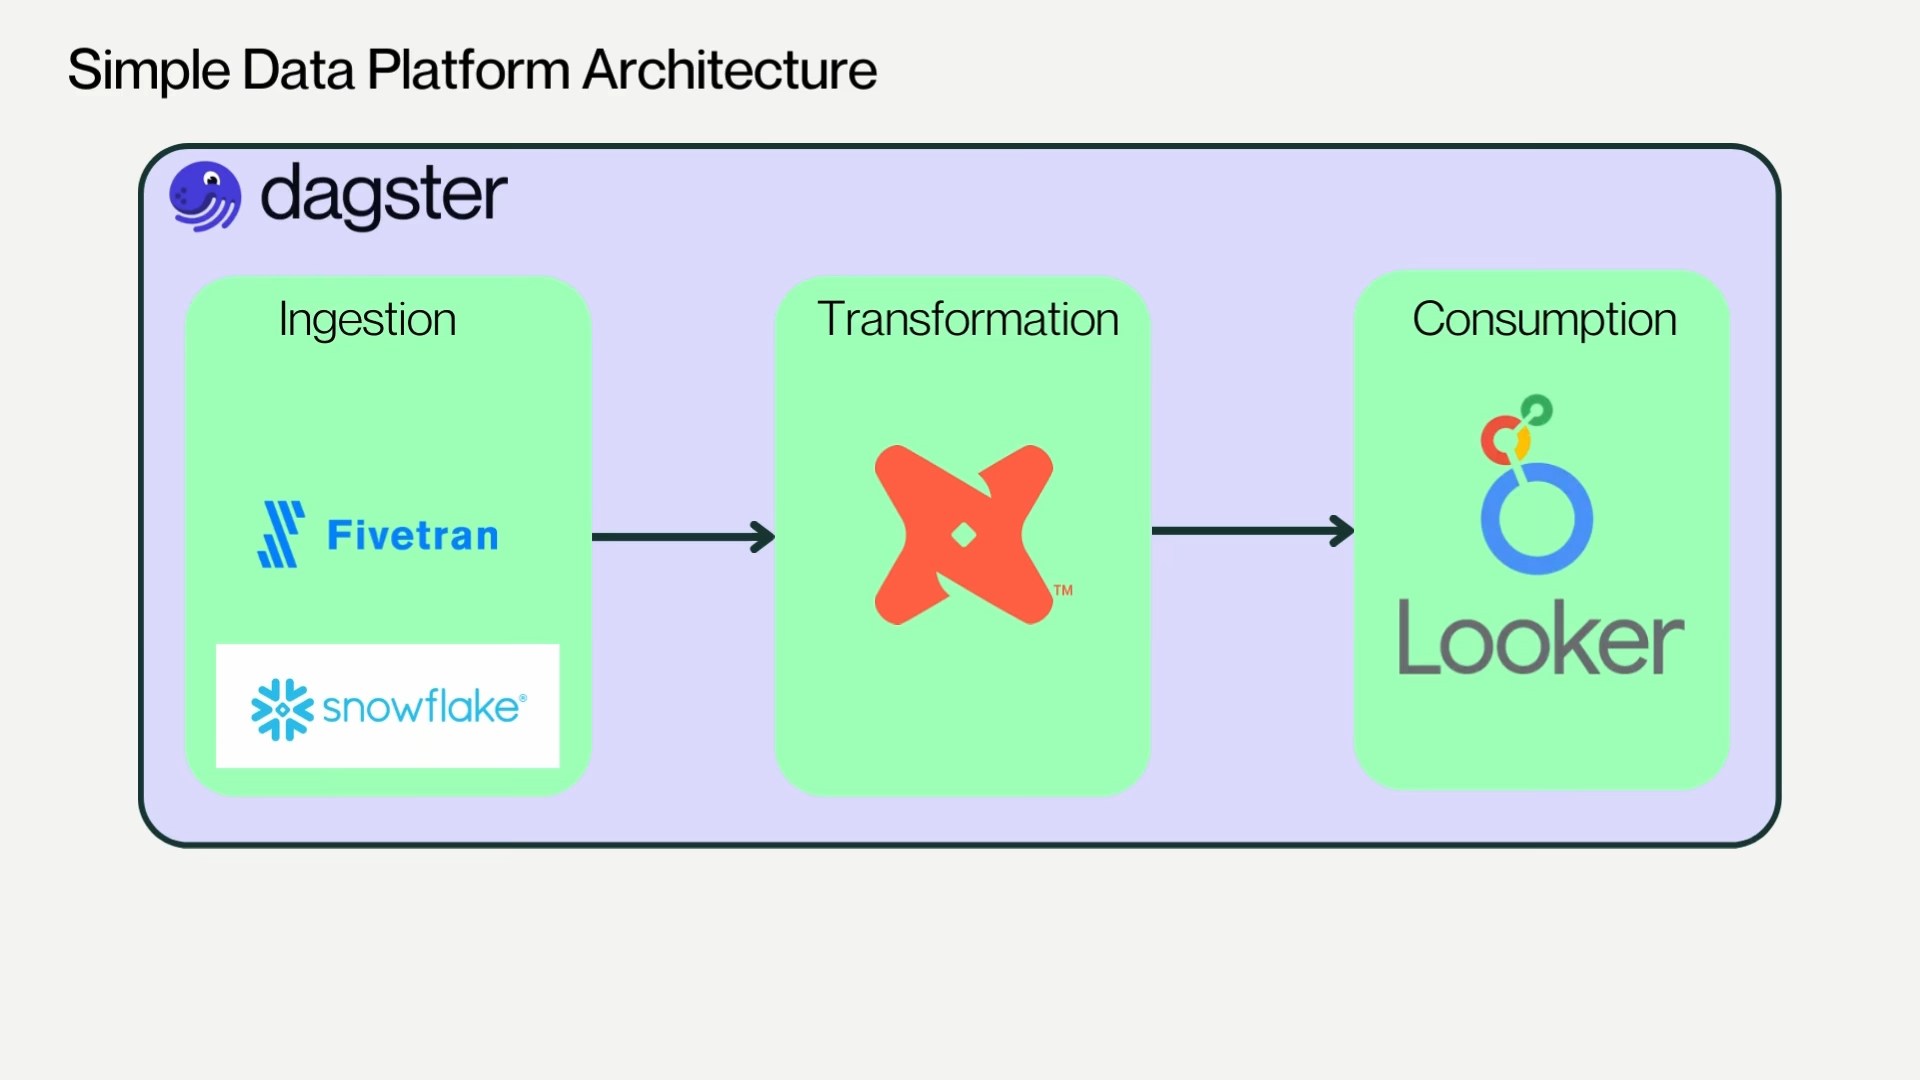 Simple Data Platform Architecture
dagster
Ingestion
Fivetran
snowflake®
Transformation
TM
Consumption
Looker